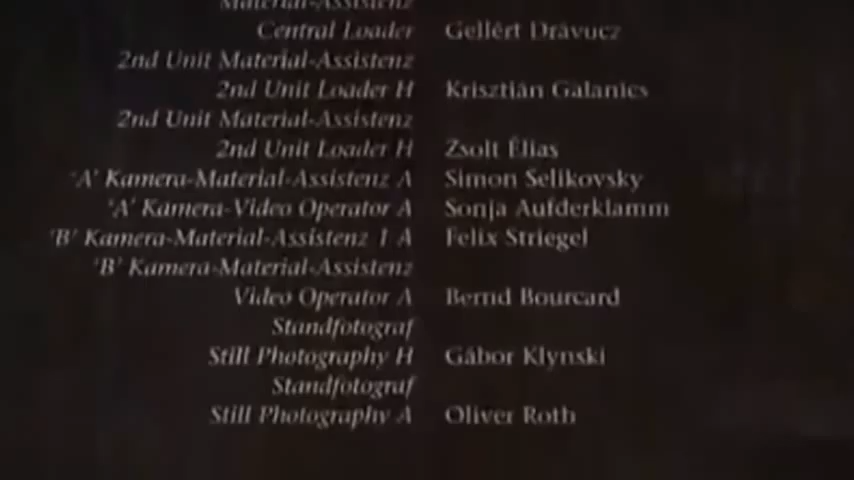 Material-Assistenz
Central Loader Gellért Drávucz
2nd Unit Material-Assistenz
2nd Unit Loader H Krisztián Galanics
2nd Unit Material-Assistenz
2nd Unit Loader H Zsolt Élias
'A' Kamera-Material-Assistenz A Simon Selikovsky
'A' Kamera-Video Operator A Sonja Aufderklamm
'B' Kamera-Material-Assistenz 1 A Felix Striegel
'B' Kamera-Material-Assistenz
Video Operator A Bernd Bourcard
Standfotograf
Still Photography H Gábor Klynski
Standfotograf
Still Photography A Oliver Roth